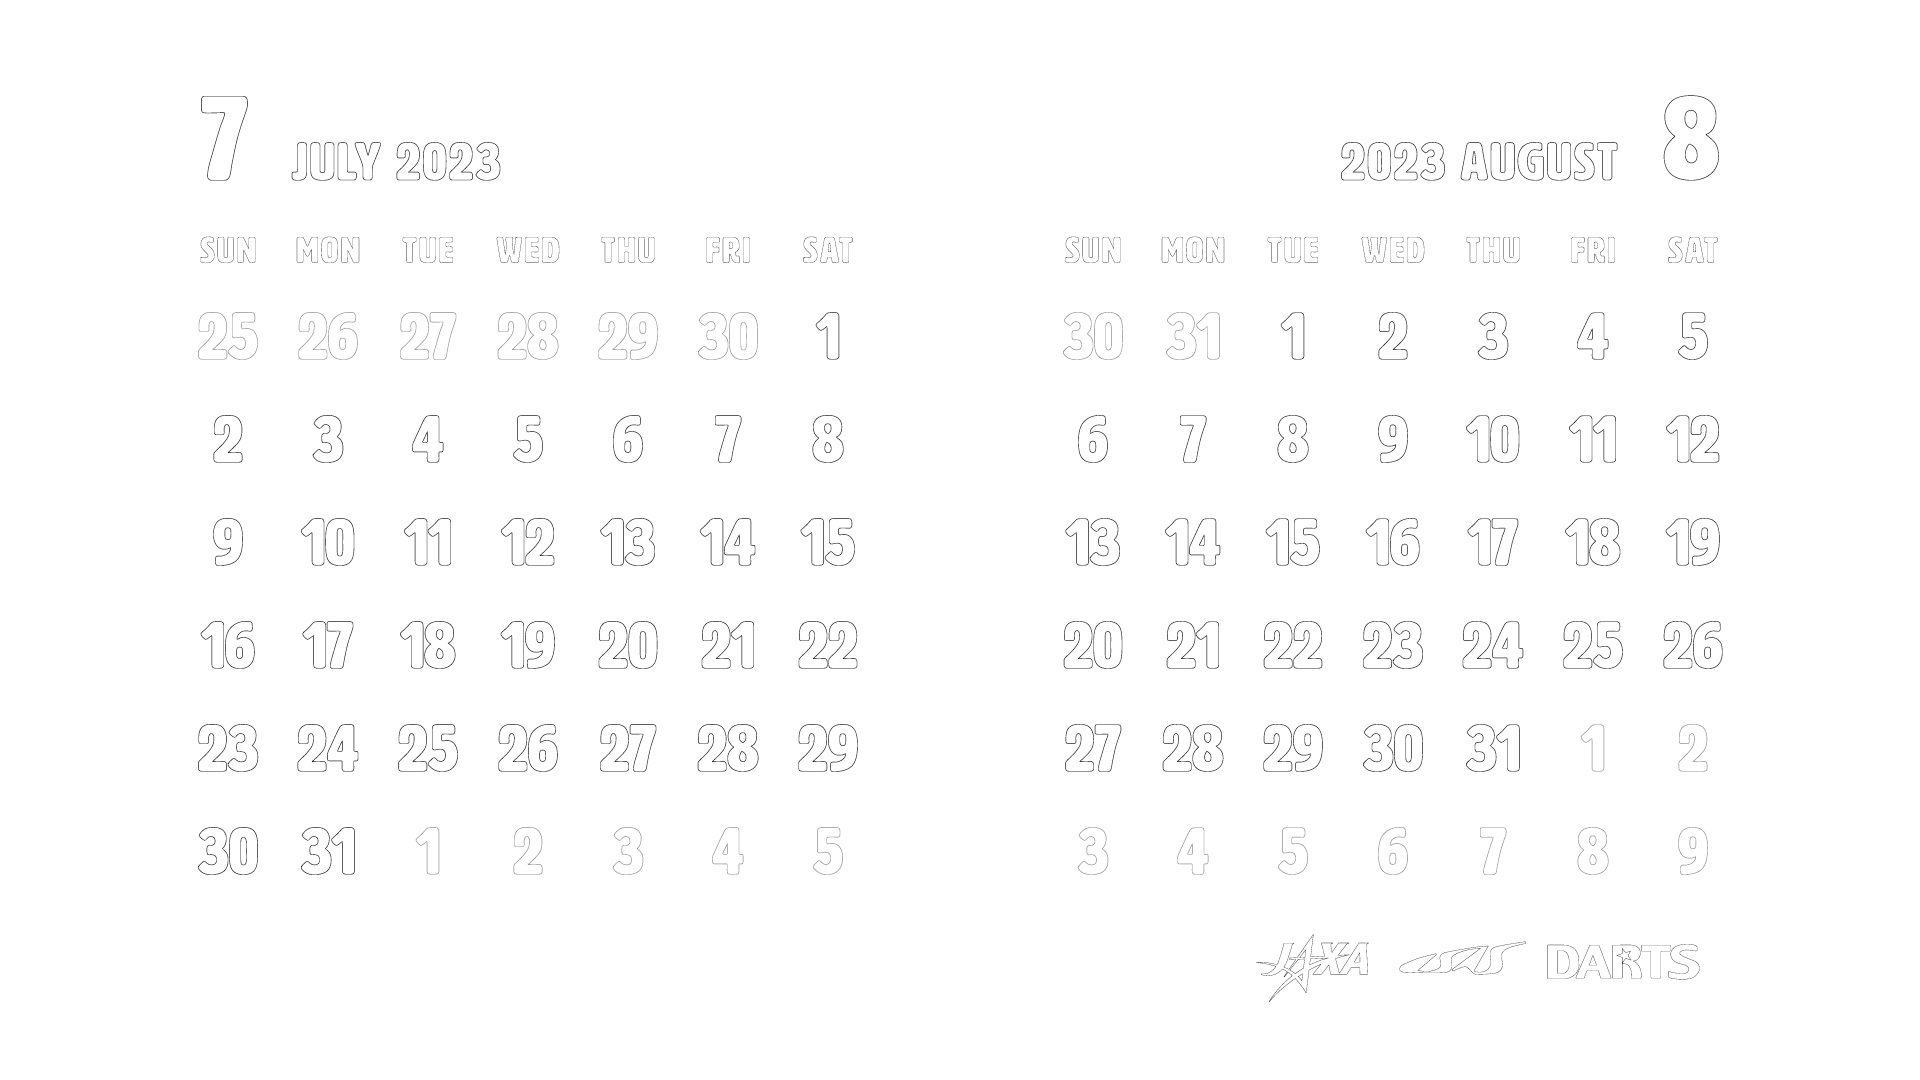 7 JULY 2023
SUN MON TUE WED THU FRI SAT
25 26 27 28 29 30 1
2 3 4 5 6 7 8
9 10 11 12 13 14 15
16 17 18 19 20 21 22
23 24 25 26 27 28 29
30 31 1 2 3 4 5
2023 AUGUST 8
SUN MON TUE WED THU FRI SAT
30 31 1 2 3 4 5
6 7 8 9 10 11 12
13 14 15 16 17 18 19
20 21 22 23 24 25 26
27 28 29 30 31 1 2
3 4 5 6 7 8 9
JAXA ISAS DARTS